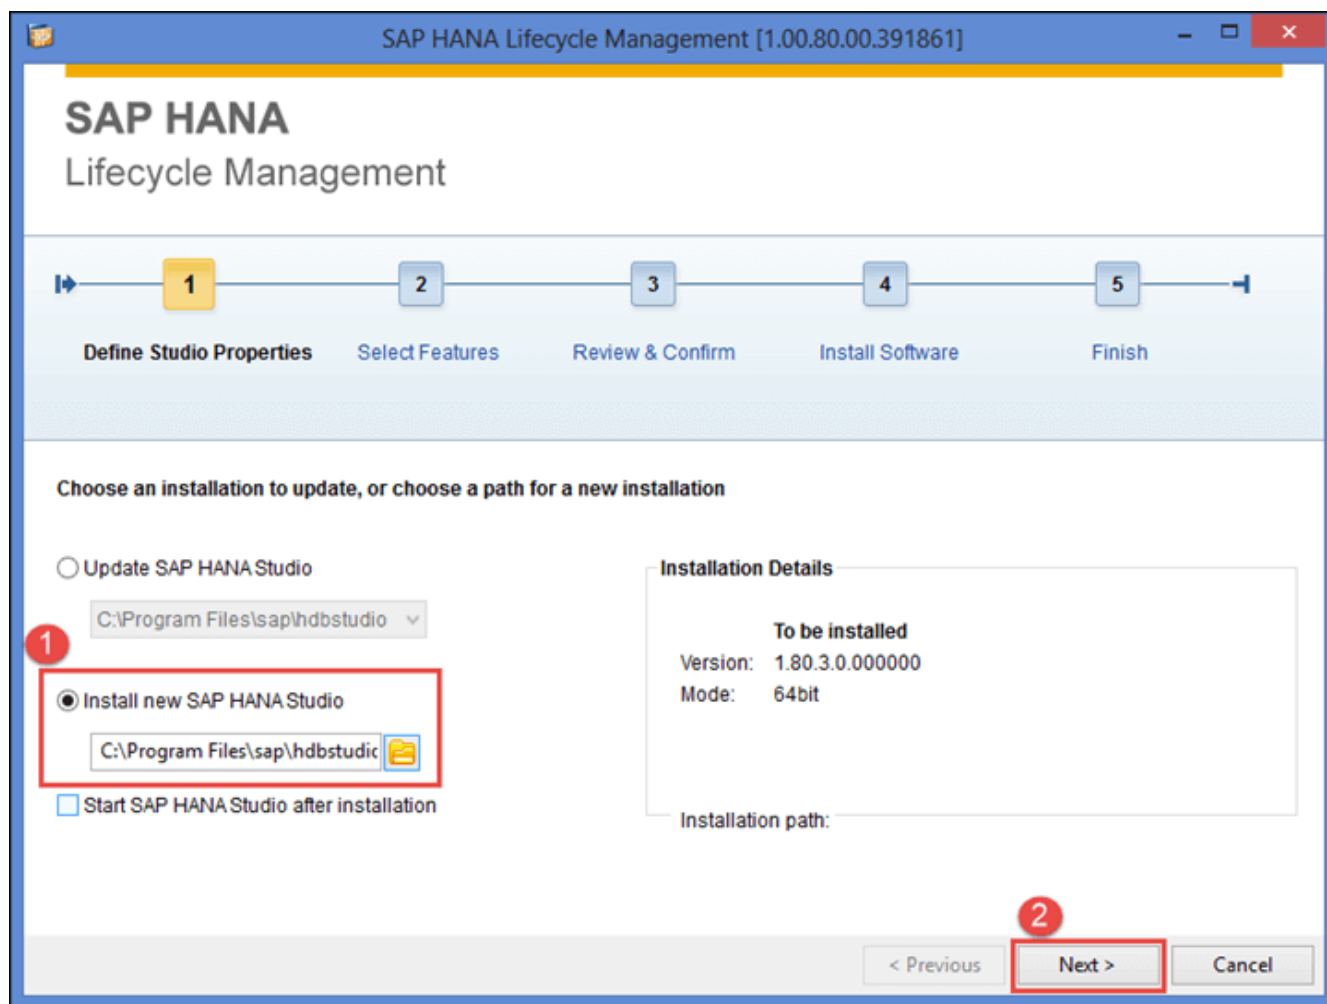 SAP HANA Lifecycle Management [1.00.80.00.391861]
SAP HANA
Lifecycle Management
1 2 3 4 5
Define Studio Properties Select Features Review & Confirm Install Software Finish
Choose an installation to update, or choose a path for a new installation
Update SAP HANA Studio
C:\Program Files\sap\hdbstudio
1
Install new SAP HANA Studio
C:\Program Files\sap\hdbstudic
Start SAP HANA Studio after installation
Installation Details
To be installed
Version: 1.80.3.0.000000
Mode: 64bit
Installation path:
2
< Previous Next > Cancel